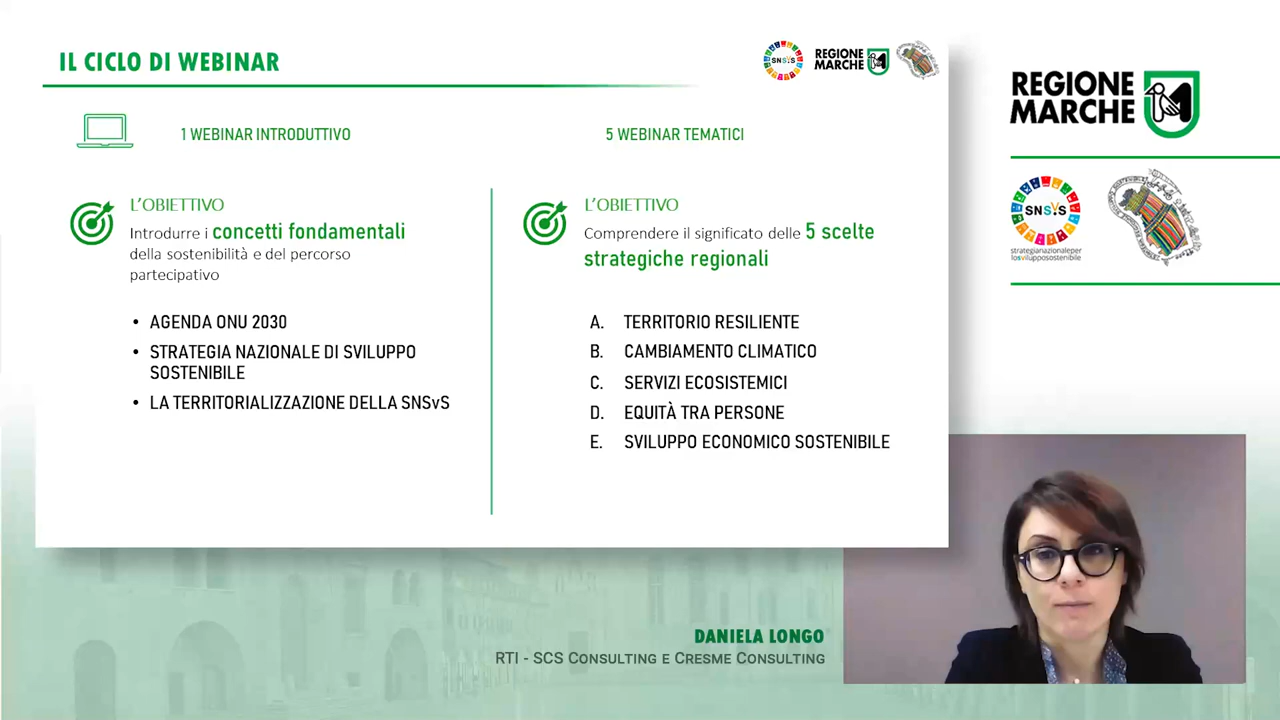 IL CICLO DI WEBINAR
SNSvS
REGIONE
MARCHE
1 WEBINAR INTRODUTTIVO
5 WEBINAR TEMATICI
L'OBIETTIVO
Introdurre i concetti fondamentali
della sostenibilità e del percorso
partecipativo
• AGENDA ONU 2030
• STRATEGIA NAZIONALE DI SVILUPPO
SOSTENIBILE
• LA TERRITORIALIZZAZIONE DELLA SNSvS
L'OBIETTIVO
Comprendere il significato delle 5 scelte
strategiche regionali
A. TERRITORIO RESILIENTE
B. CAMBIAMENTO CLIMATICO
C. SERVIZI ECOSISTEMICI
D. EQUITÀ TRA PERSONE
E. SVILUPPO ECONOMICO SOSTENIBILE
REGIONE
MARCHE
SNSvS
strategianazionaleper
losviluppososteNibile
DANIELA LONGO
RTI - SCS CONSULTING E CRESME CONSULTING